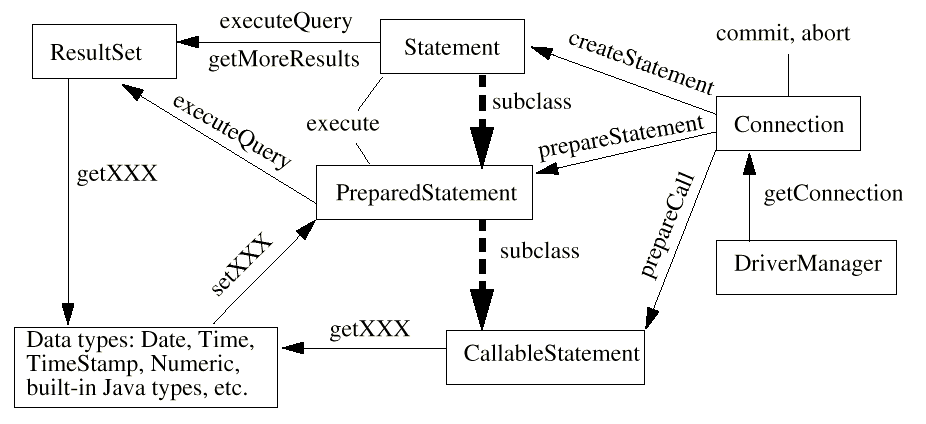 executeQuery
commit, abort
ResultSet
getMoreResults
Statement
createStatement
executeQuery
execute
subclass
prepareStatement
Connection
getXXX
PreparedStatement
prepareCall
getConnection
setXXX
subclass
DriverManager
Data types: Date, Time,
TimeStamp, Numeric,
built-in Java types, etc.
getXXX
CallableStatement